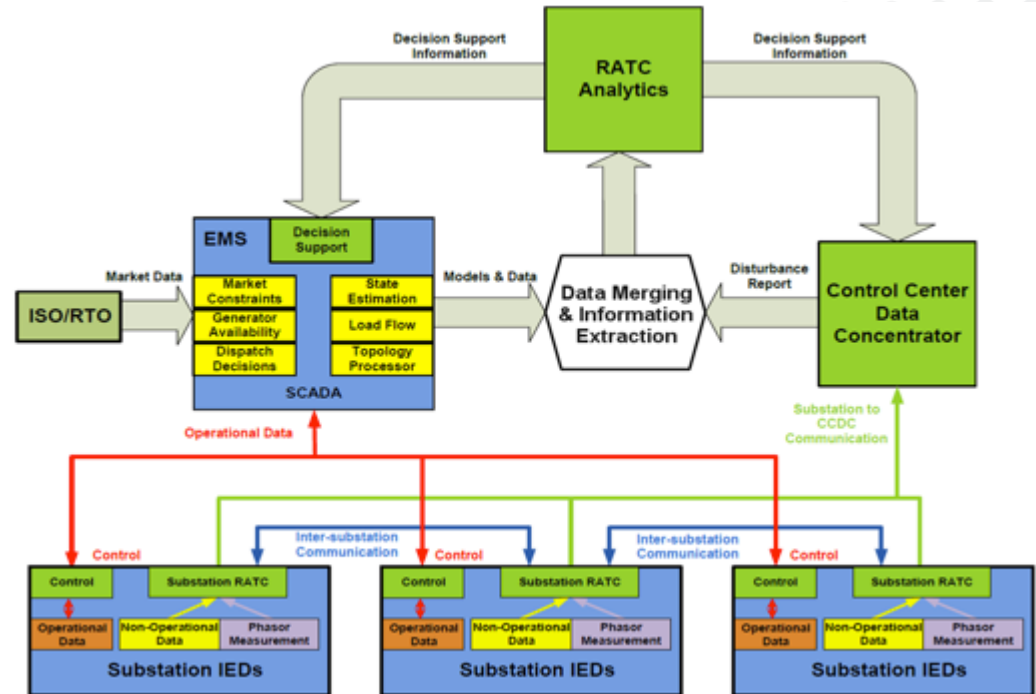 Decision Support
Information
RATC
Analytics
Decision Support
Information
EMS
Decision
Support
Market Data
Market
Constraints
State
Estimation
Models & Data
Disturbance
Report
ISO/RTO
Generator
Availability
Load Flow
Data Merging
& Information
Extraction
Control Center
Data
Concentrator
Dispatch
Decisions
Topology
Processor
SCADA
Operational Data
Substation to
CCDC
Communication
Control
Inter-substation
Communication
Control
Inter-substation
Communication
Control
Control
Substation RATC
Operational
Data
Non-Operational
Data
Phasor
Measurement
Substation IEDs
Control
Substation RATC
Operational
Data
Non-Operational
Data
Phasor
Measurement
Substation IEDs
Control
Substation RATC
Operational
Data
Non-Operational
Data
Phasor
Measurement
Substation IEDs